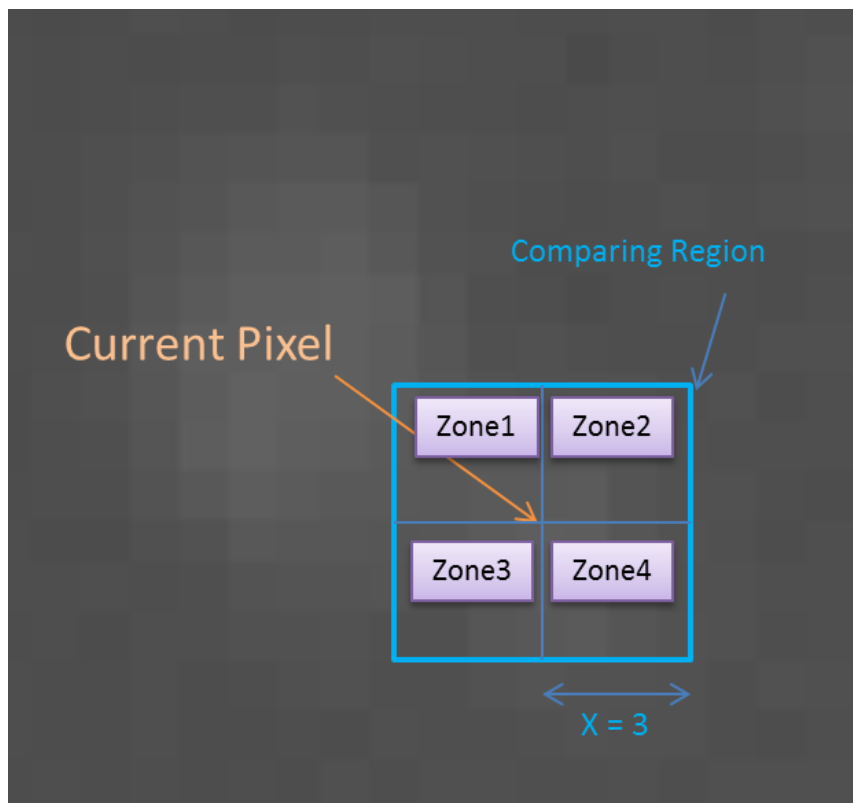 Comparing Region
Current Pixel
Zone1
Zone2
Zone3
Zone4
X = 3